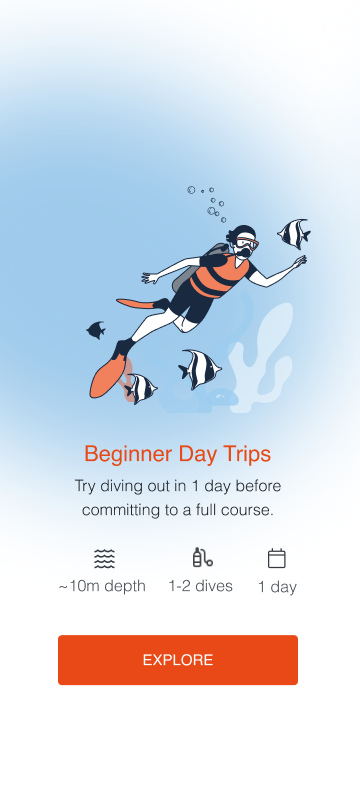 Beginner Day Trips
Try diving out in 1 day before
committing to a full course.
~10m depth
1-2 dives
1 day
EXPLORE